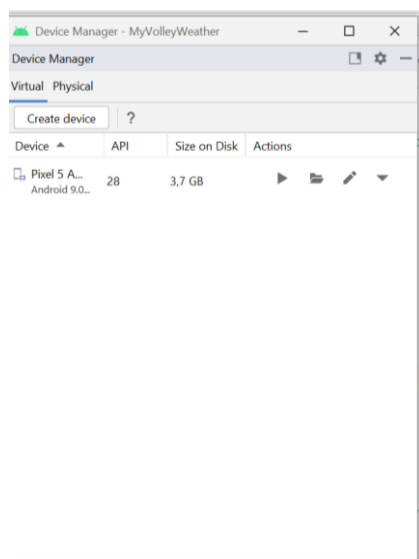 Device Manager - MyVolleyWeather
Device Manager
Virtual Physical
Create device ?
Device API Size on Disk Actions
Pixel 5 A...
Android 9.0...
28 3,7 GB